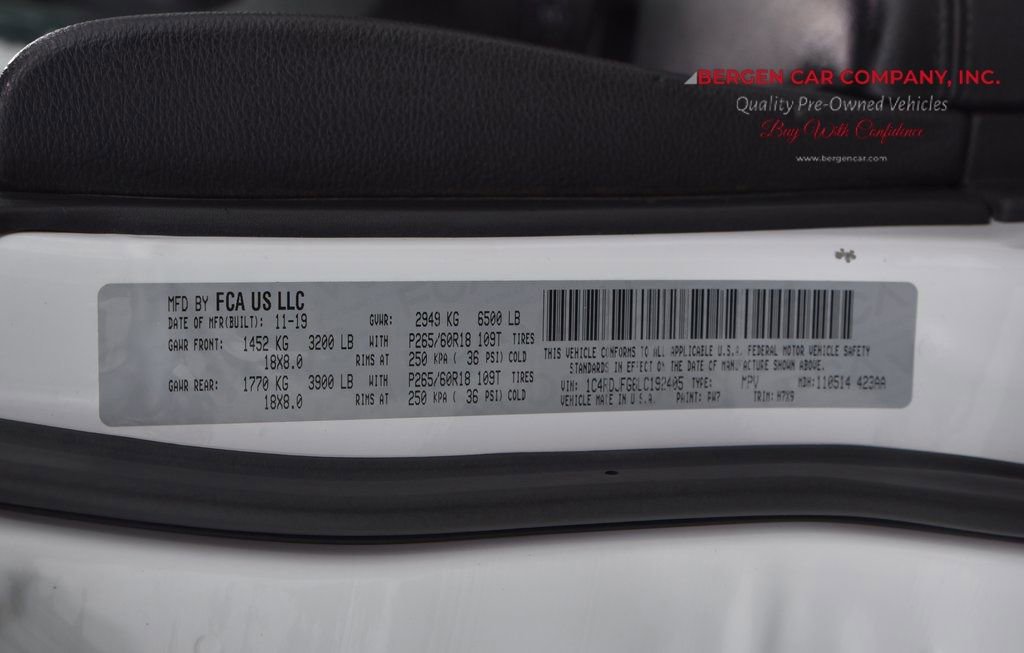 BERGEN CAR COMPANY, INC.
Quality Pre-Owned Vehicles
Buy With Confidence
www.bergencar.com
MFD BY FCA US LLC
DATE OF MFR(BUILT): 11-19 GVWR: 2949 KG 6500 LB
GAWR FRONT: 1452 KG 3200 LB WITH P265/60R18 109T TIRES
18X8.0 RIMS AT 250 KPA ( 36 PSI) COLD
GAWR REAR: 1770 KG 3900 LB WITH P265/60R18 109T TIRES
18X8.0 RIMS AT 250 KPA ( 36 PSI) COLD
THIS VEHICLE CONFORMS TO ALL APPLICABLE U.S.A. FEDERAL MOTOR VEHICLE SAFETY
STANDARDS IN EFFECT ON THE DATE OF MANUFACTURE SHOWN ABOVE.
VIN: 1C4RDJFG6LC192405 TYPE: MPV MDH: 110514 423AA
VEHICLE MADE IN U.S.A. PAINT: PW7 TRIM: H7X9